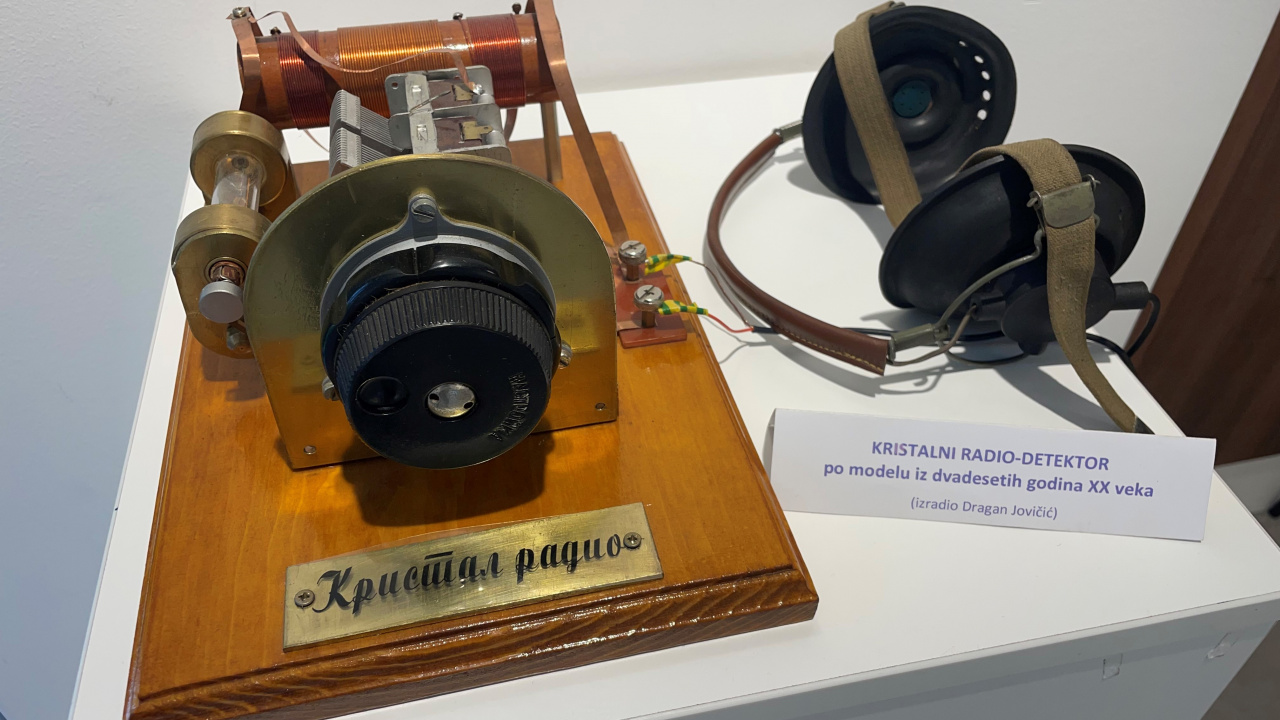 Кристал радио
KRISTALNI RADIO-DETEKTOR
po modelu iz dvadesetih godina XX veka
(izradio Dragan Jovičić)